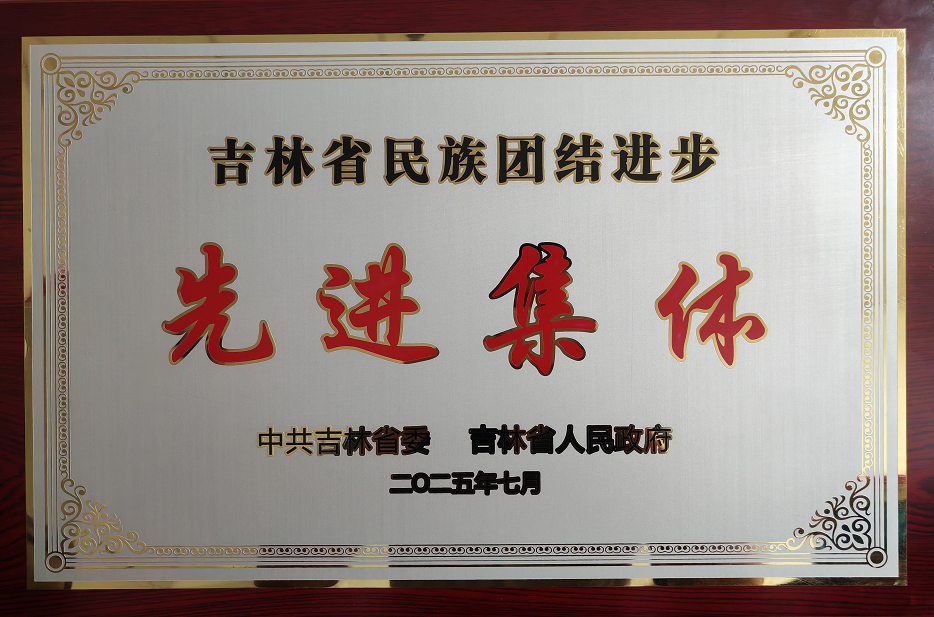 吉林省民族团结进步
先进集体
中共吉林省委 吉林省人民政府
二〇二五年七月